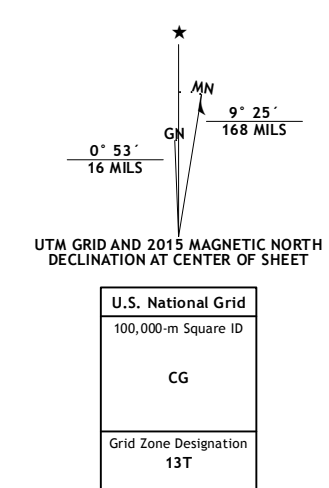 ★
MN
GN
9° 25´
168 MILS
0° 53´
16 MILS
UTM GRID AND 2015 MAGNETIC NORTH
DECLINATION AT CENTER OF SHEET
U.S. National Grid
100,000-m Square ID
CG
Grid Zone Designation
13T